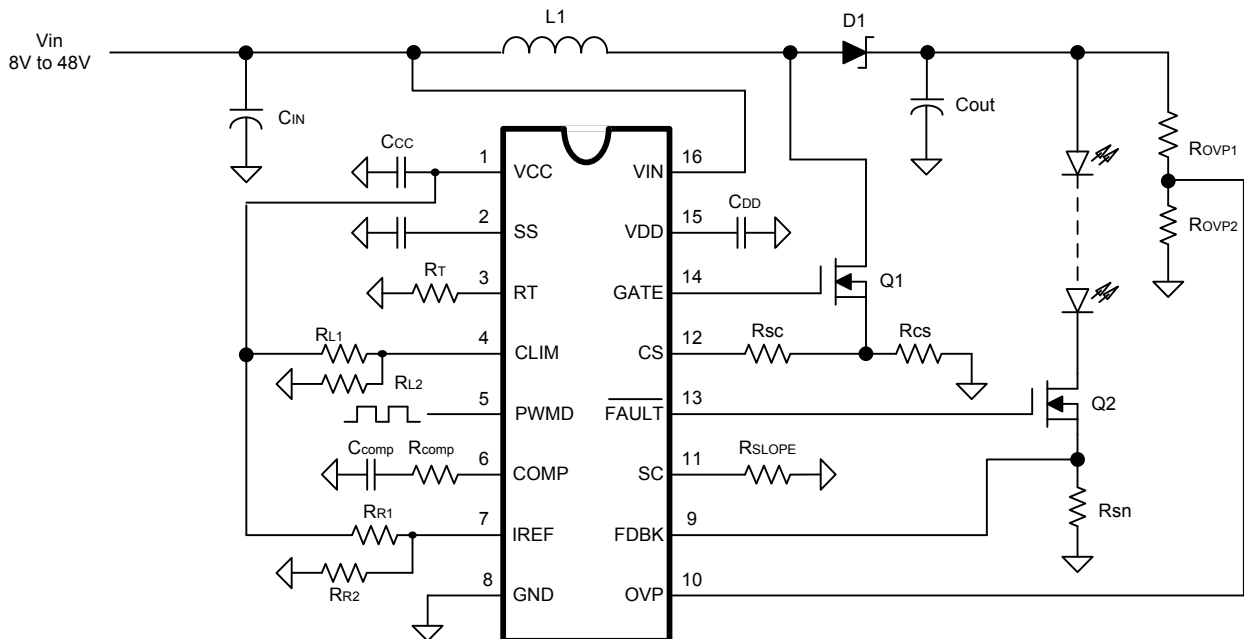 L1
D1
Vin
8V to 48V
CIN
Cout
CCC
1
VCC
VIN
16
ROVP1
2
SS
VDD
15
CDD
ROVP2
RT
3
RT
GATE
14
Q1
RL1
4
CLIM
CS
12
Rsc
Rcs
RL2
5
PWMD
FAULT
13
Q2
Ccomp
Rcomp
6
COMP
SC
11
RSLOPE
RR1
7
IREF
FDBK
9
Rsn
RR2
8
GND
OVP
10